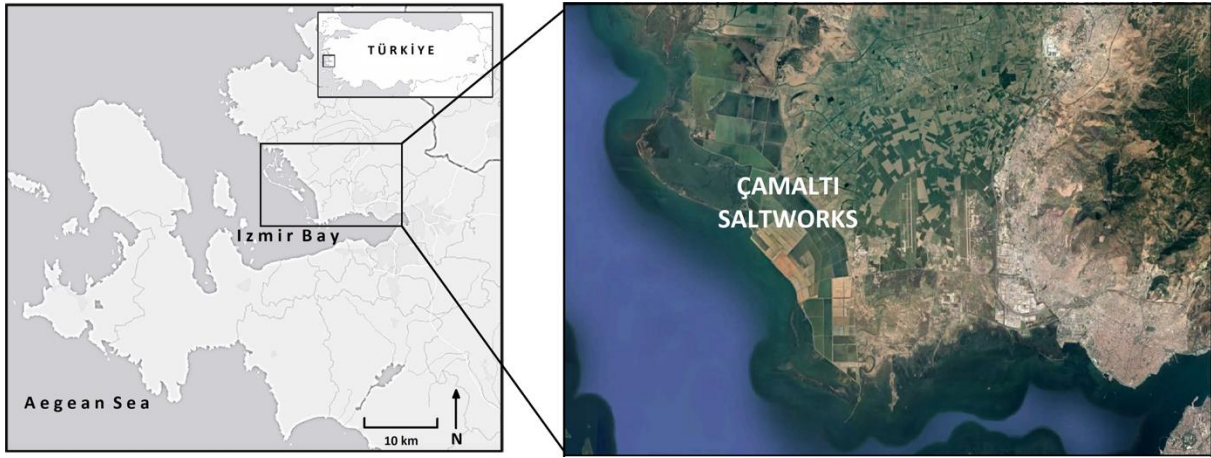 TÜRKİYE
Izmir Bay
Aegean Sea
10 km
N
ÇAMALTI
SALTWORKS